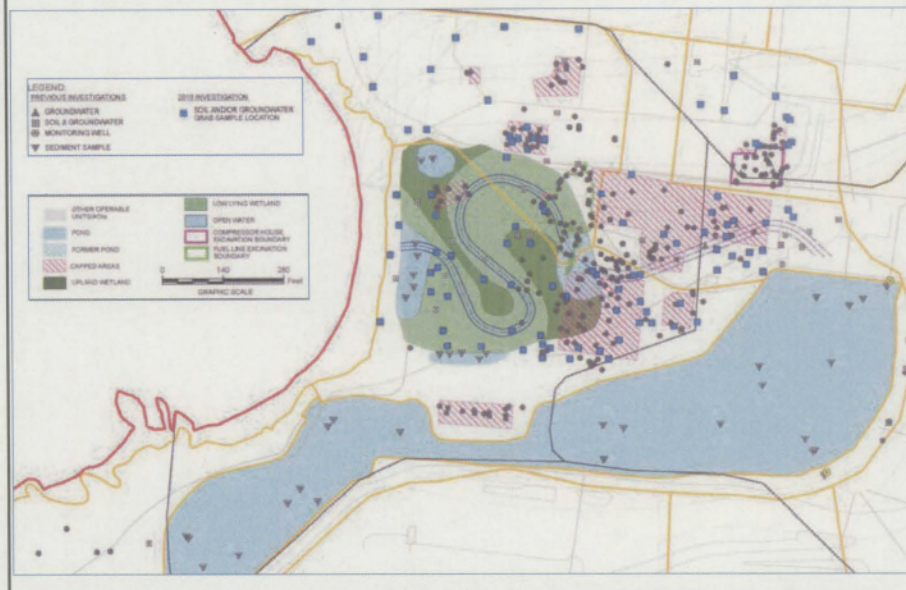 LEGEND:
PREVIOUS INVESTIGATIONS
GROUNDWATER
SOIL & GROUNDWATER
MONITORING WELL
SEDIMENT SAMPLE
2010 INVESTIGATION
SOIL AND/OR GROUNDWATER
GRAB SAMPLE LOCATION
OTHER OPERABLE
POND
FORMER POND
CAPPED AREAS
UPLAND WETLAND
LOW LYING WETLAND
OPEN WATER
COMPRESSOR HOUSE
EXCAVATION BOUNDARY
FUEL LINE EXCAVATION
BOUNDARY
0 140 280
Feet
GRAPHIC SCALE